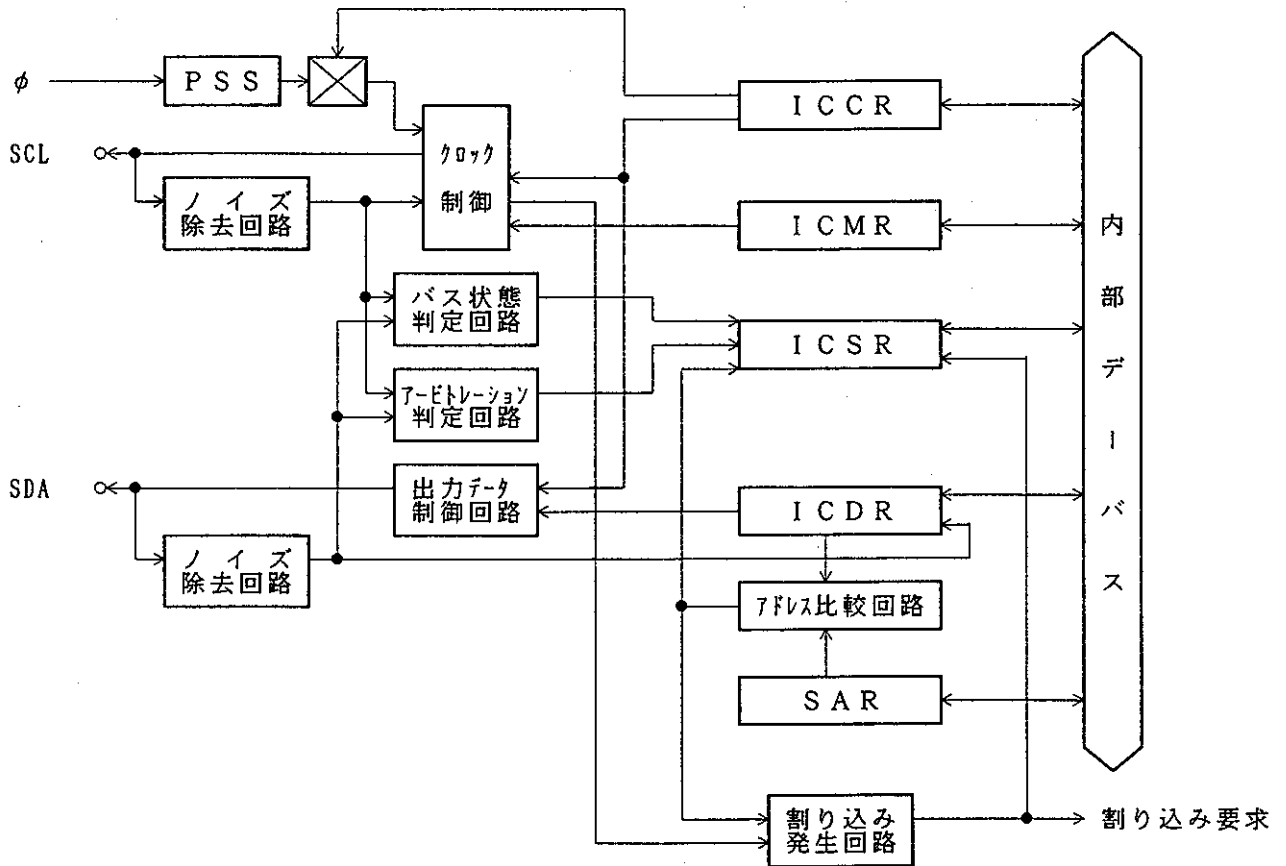 φ
PSS
ICCR
SCL
クロック
制御
ノイズ
除去回路
ICMR
バス状態
判定回路
ICSR
アービトレーション
判定回路
SDA
出力データ
制御回路
ICDR
ノイズ
除去回路
アドレス比較回路
SAR
割り込み
発生回路
割り込み要求
内部データバス